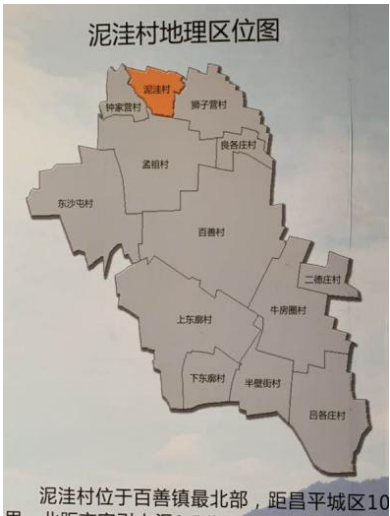 泥洼村地理区位图
泥洼村
钟家营村
狮子营村
良各庄村
孟祖村
东沙屯村
百善村
二德庄村
牛房圈村
上东廓村
下东廓村
半壁街村
吕各庄村
泥洼村位于百善镇最北部，距昌平城区10